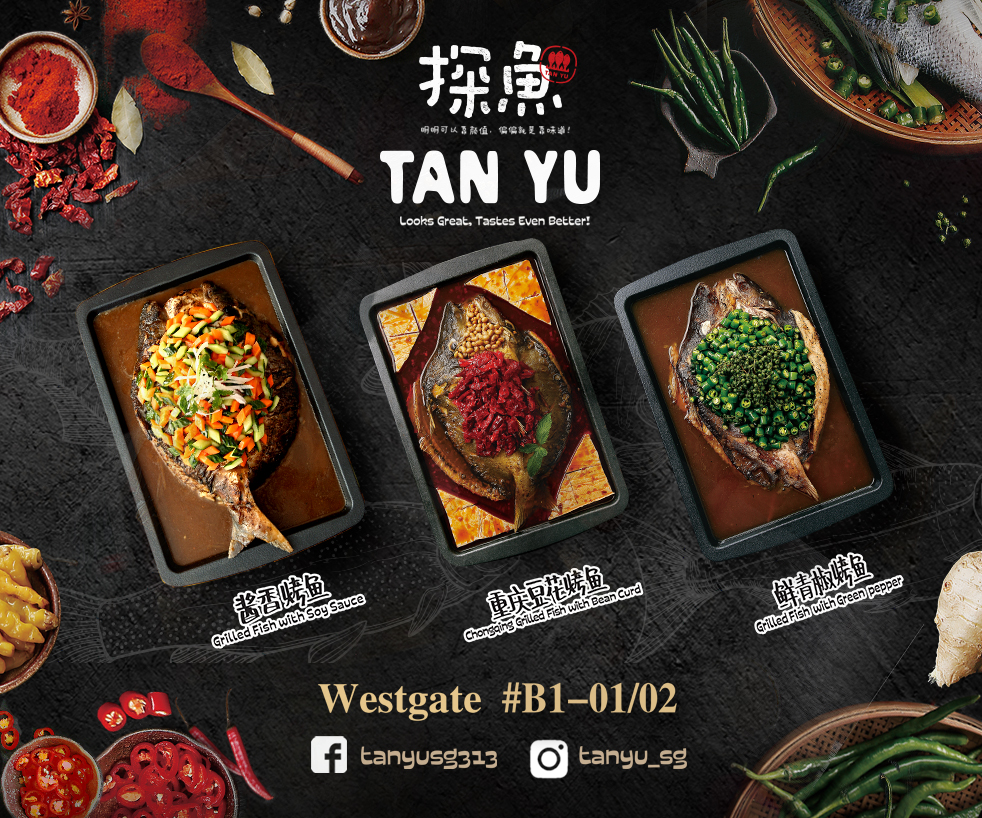 探魚
TAN YU
明明可以靠颜值，偏偏就是靠味道！
TAN YU
Looks Great, Tastes Even Better!
酱香烤鱼
Grilled Fish with Soy Sauce
重庆豆花烤鱼
Chongqing Grilled Fish with Bean Curd
鲜青椒烤鱼
Grilled Fish with Green pepper
Westgate #B1-01/02
tanyusg313
tanyu_sg